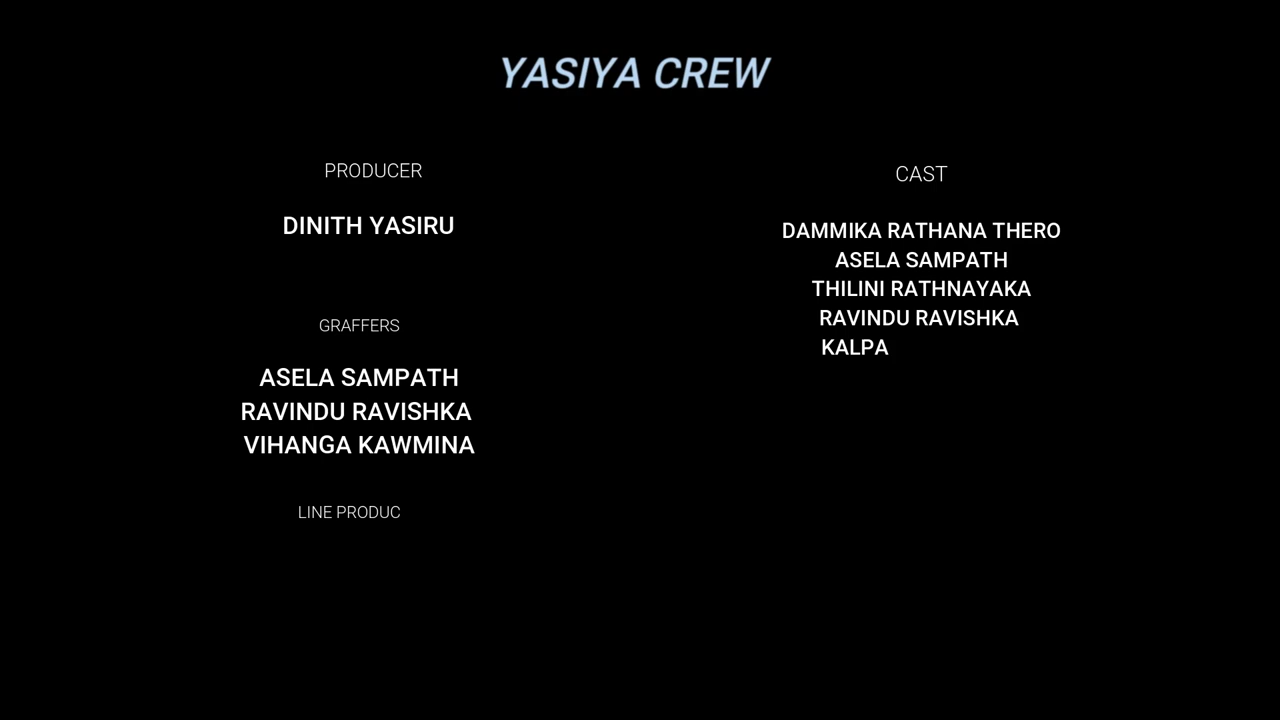 YASIYA CREW
PRODUCER
DINITH YASIRU
GRAFFERS
ASELA SAMPATH
RAVINDU RAVISHKA
VIHANGA KAWMINA
LINE PRODUC
CAST
DAMMIKA RATHANA THERO
ASELA SAMPATH
THILINI RATHNAYAKA
RAVINDU RAVISHKA
KALPA